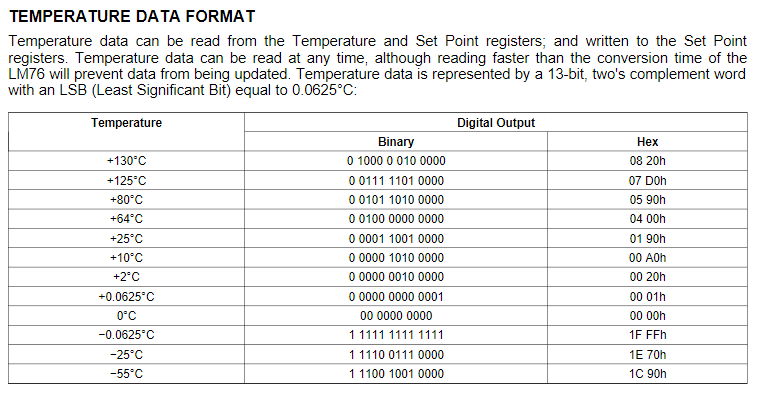 TEMPERATURE DATA FORMAT
Temperature data can be read from the Temperature and Set Point registers; and written to the Set Point
registers. Temperature data can be read at any time, although reading faster than the conversion time of the
LM76 will prevent data from being updated. Temperature data is represented by a 13-bit, two's complement word
with an LSB (Least Significant Bit) equal to 0.0625°C:
Temperature Digital Output
Binary Hex
+130°C 0 1000 0 010 0000 08 20h
+125°C 0 0111 1101 0000 07 D0h
+80°C 0 0101 1010 0000 05 90h
+64°C 0 0100 0000 0000 04 00h
+25°C 0 0001 1001 0000 01 90h
+10°C 0 0000 1010 0000 00 A0h
+2°C 0 0000 0010 0000 00 20h
+0.0625°C 0 0000 0000 0001 00 01h
0°C 00 0000 0000 00 00h
−0.0625°C 1 1111 1111 1111 1F FFh
−25°C 1 1110 0111 0000 1E 70h
−55°C 1 1100 1001 0000 1C 90h